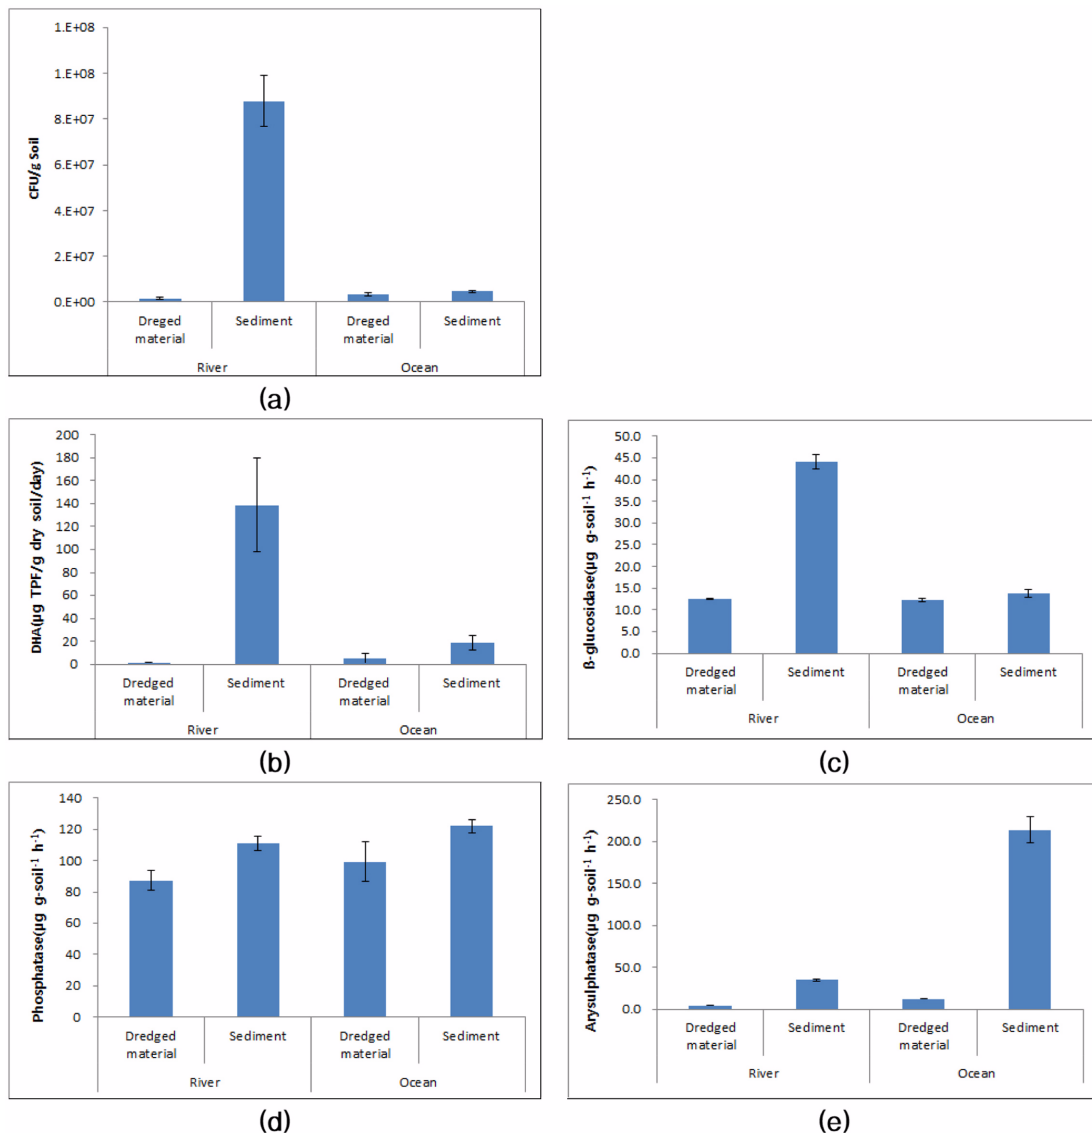 1.E+08
1.E+08
8.E+07
6.E+07
4.E+07
2.E+07
0.E+00
CFU/g Soil
Dreged material
Sediment
Dreged material
Sediment
River
Ocean
(a)
200
180
160
140
120
100
80
60
40
20
0
DHA(μg TPF/g dry soil/day)
Dredged material
Sediment
Dredged material
Sediment
River
Ocean
(b)
50.0
45.0
40.0
35.0
30.0
25.0
20.0
15.0
10.0
5.0
0.0
ß-glucosidase(μg g-soil⁻¹ h⁻¹)
Dredged material
Sediment
Dredged material
Sediment
River
Ocean
(c)
140
120
100
80
60
40
20
0
Phosphatase(μg g-soil⁻¹ h⁻¹)
Dredged material
Sediment
Dredged material
Sediment
River
Ocean
(d)
250.0
200.0
150.0
100.0
50.0
0.0
Arysulphatase(μg g-soil⁻¹ h⁻¹)
Dredged material
Sediment
Dredged material
Sediment
River
Ocean
(e)